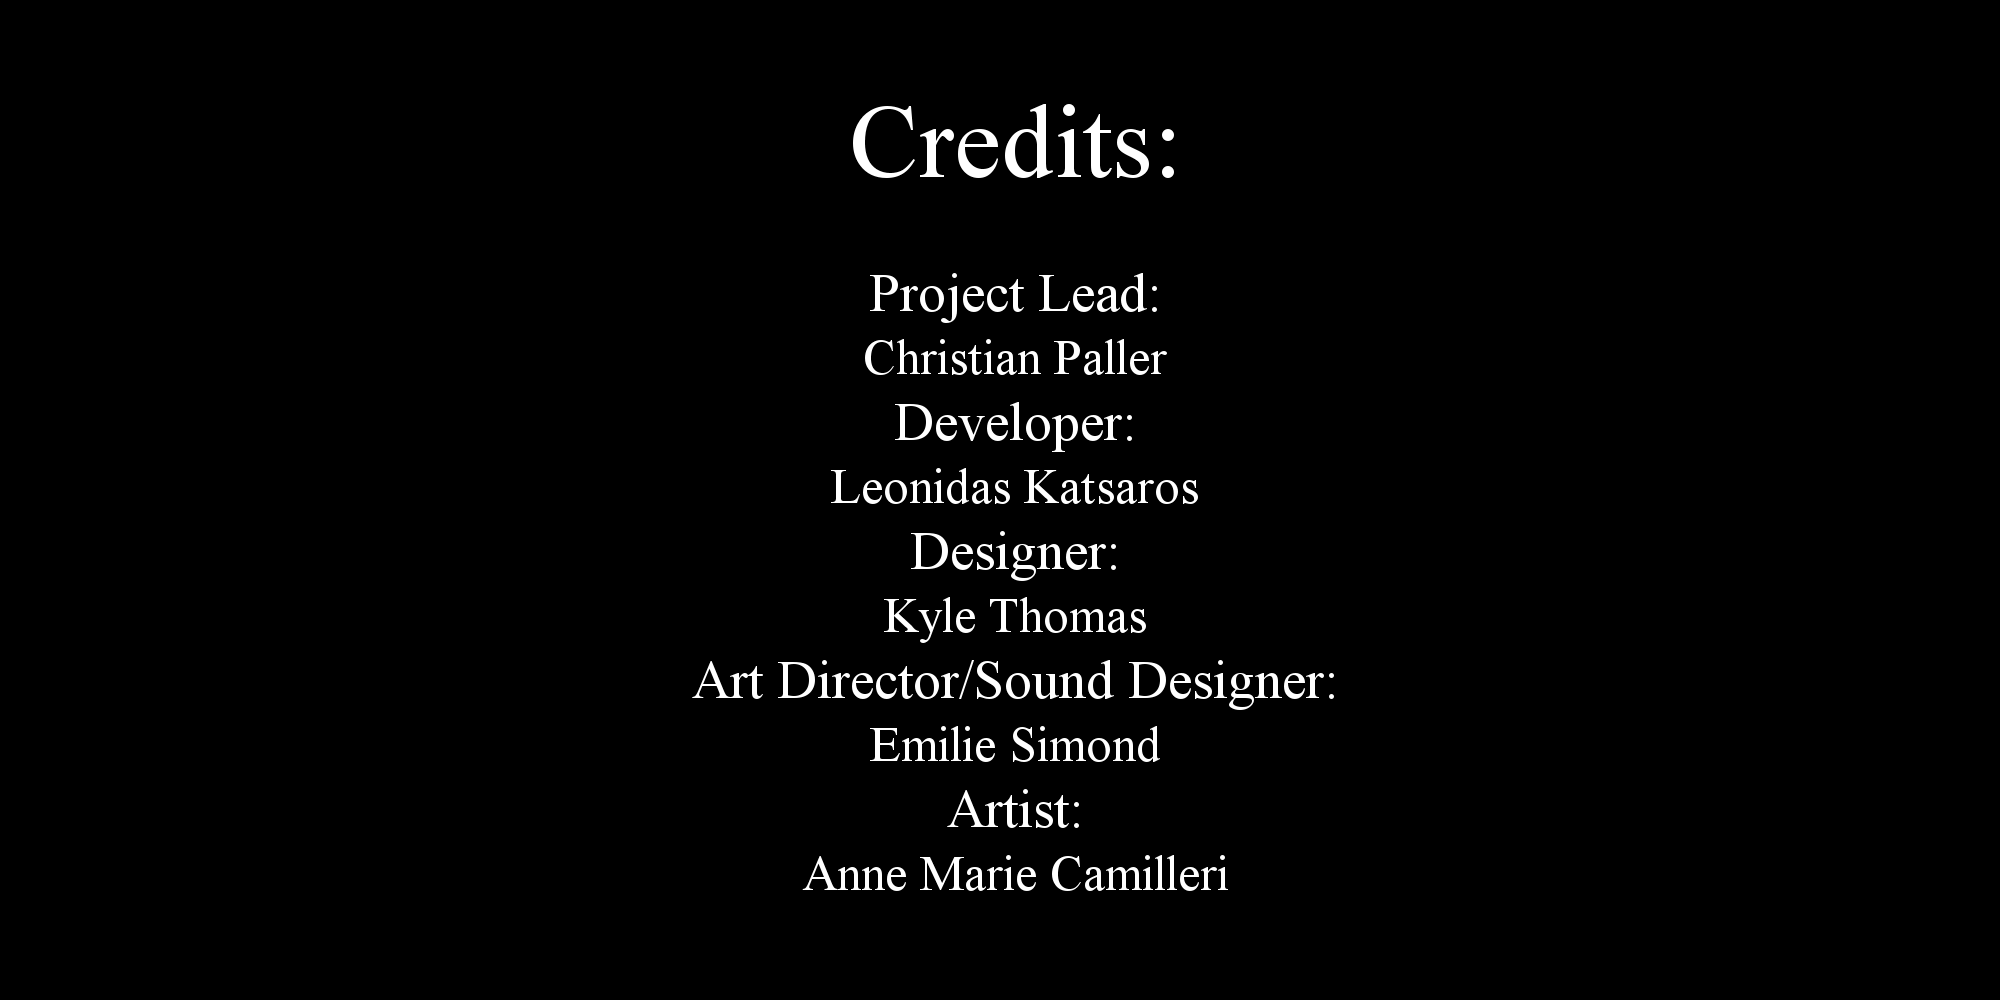 Credits:
Project Lead:
Christian Paller
Developer:
Leonidas Katsaros
Designer:
Kyle Thomas
Art Director/Sound Designer:
Emilie Simond
Artist:
Anne Marie Camilleri